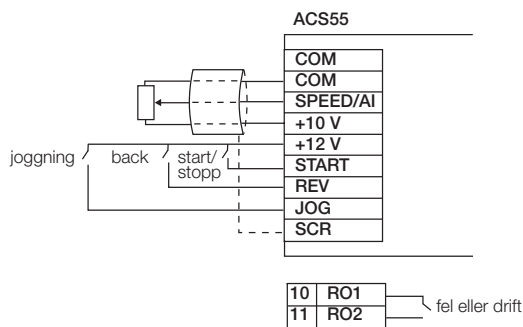 ACS55
COM
COM
SPEED/AI
+10 V
+12 V
joggning back start/
stopp
START
REV
JOG
SCR
10 RO1
11 RO2
fel eller drift